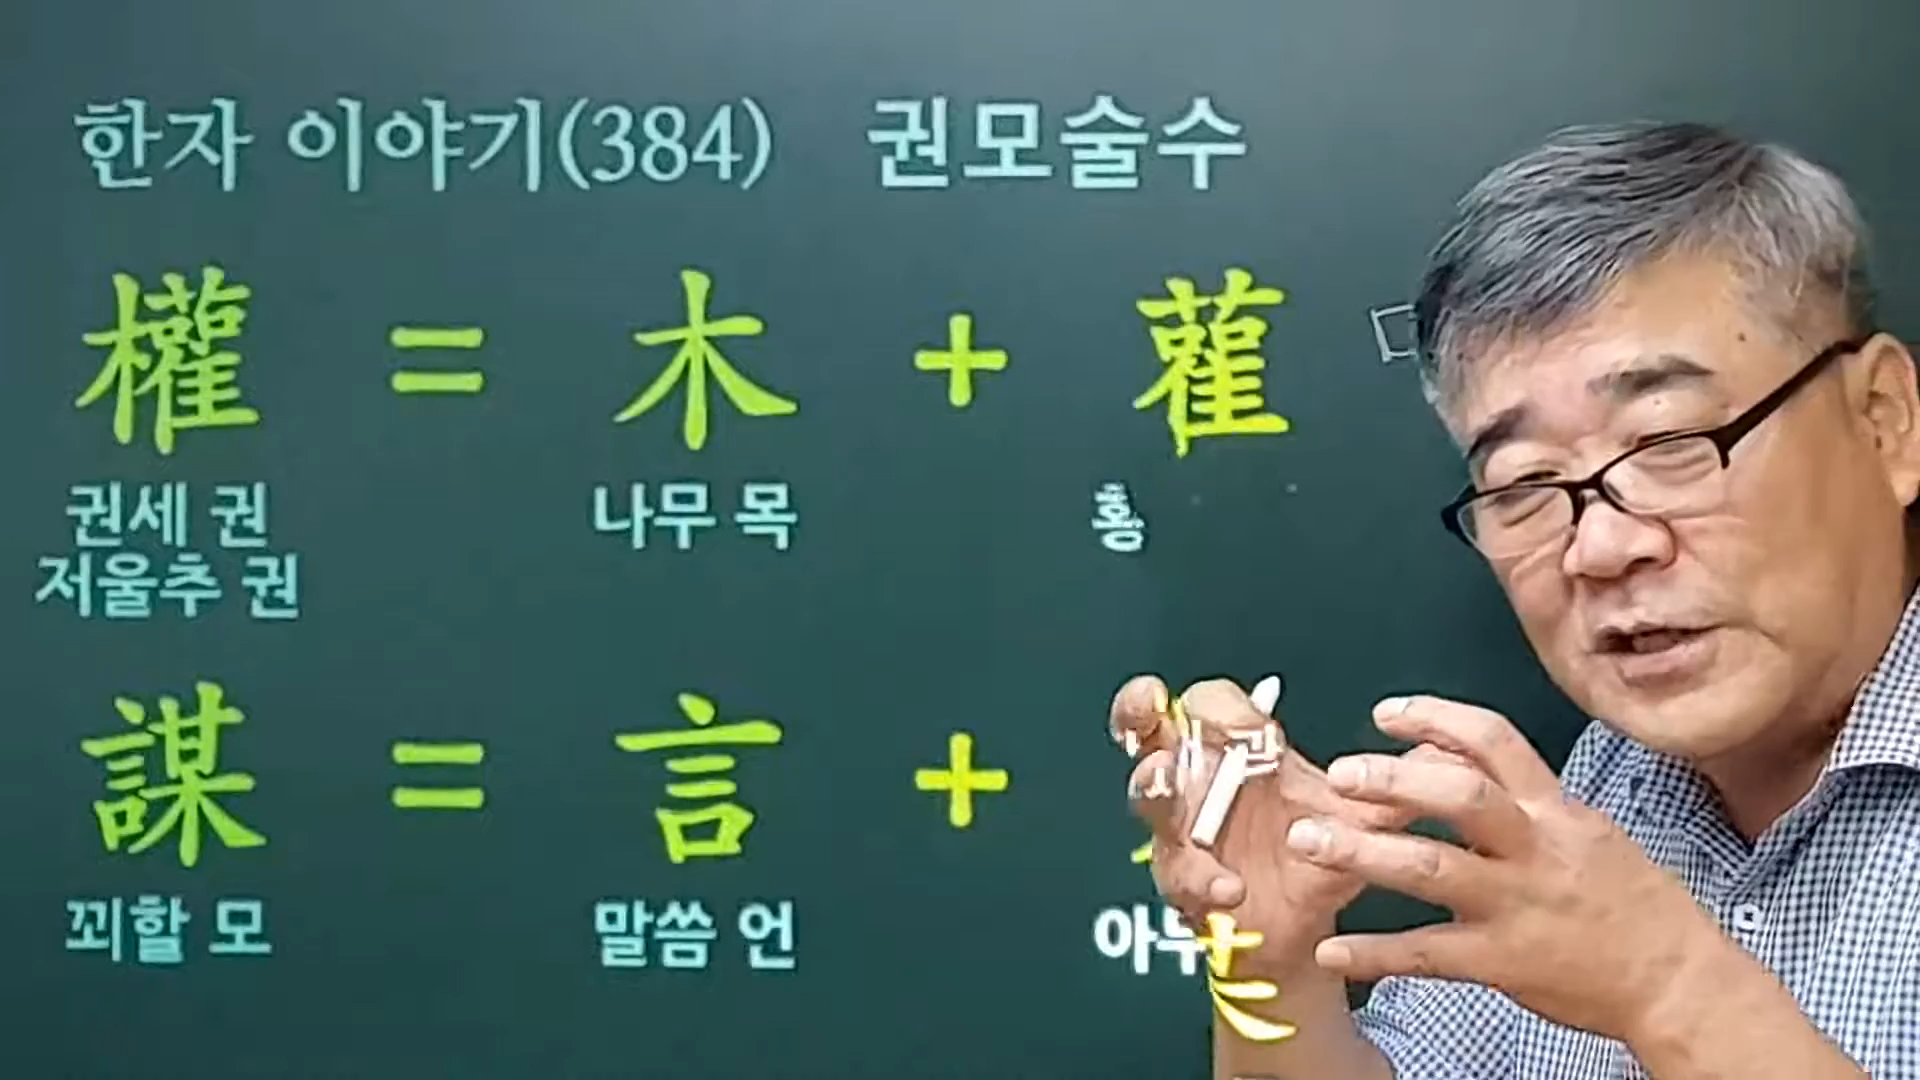 한자 이야기(384) 권모술수
權 = 木 + 雚
권세 권 나무 목
저울추 권
謀 = 言 +
꾀할 모 말씀 언